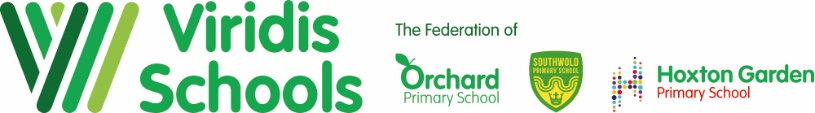 Viridis
Schools
The Federation of
Orchard
Primary School
SOUTHWOLD
PRIMARY SCHOOL
Hoxton Garden
Primary School